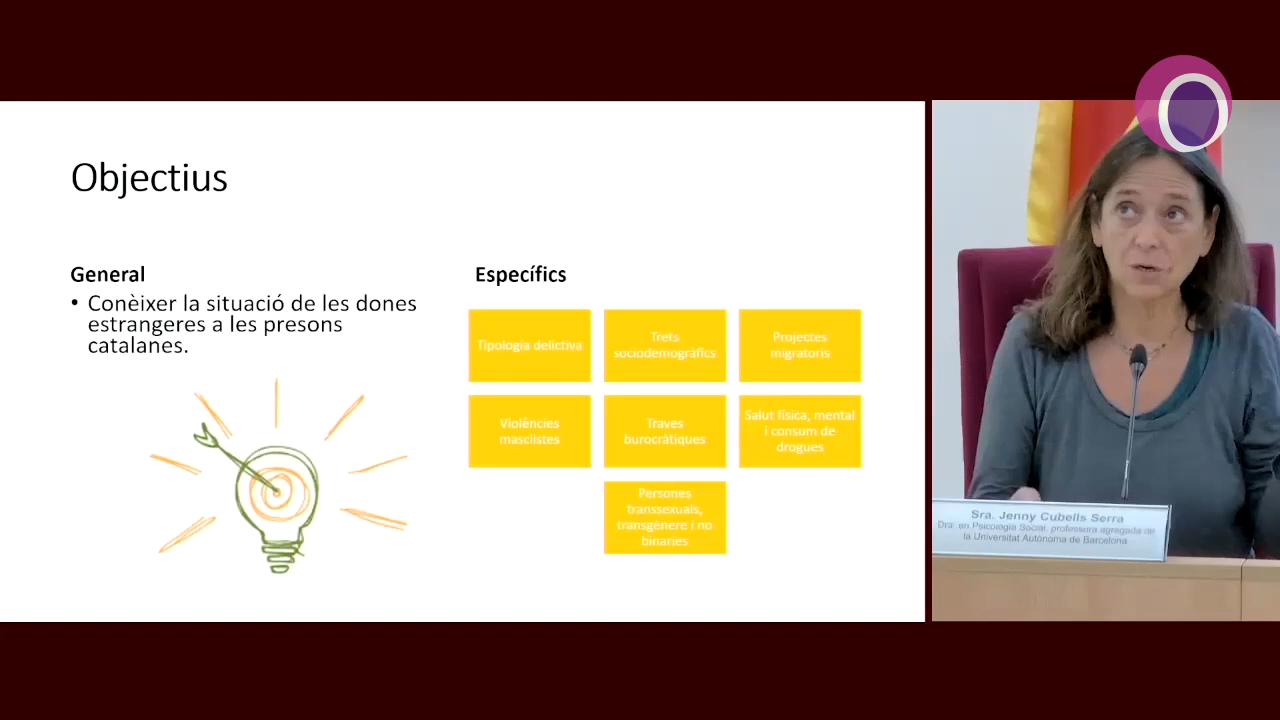 Objectius
General
• Conèixer la situació de les dones
estrangeres a les presons
catalanes.
Específics
Tipologia delictiva
Trets
sociodemogràfics
Projectes
migratoris
Violències
masclistes
Traves
burocràtiques
Salut física, mental
i consum de
drogues
Persones
transsexuals,
transgènere i no
binàries
Sra. Jenny Cubells Serra
Dra. en Psicologia Social, professora agregada de
la Universitat Autònoma de Barcelona